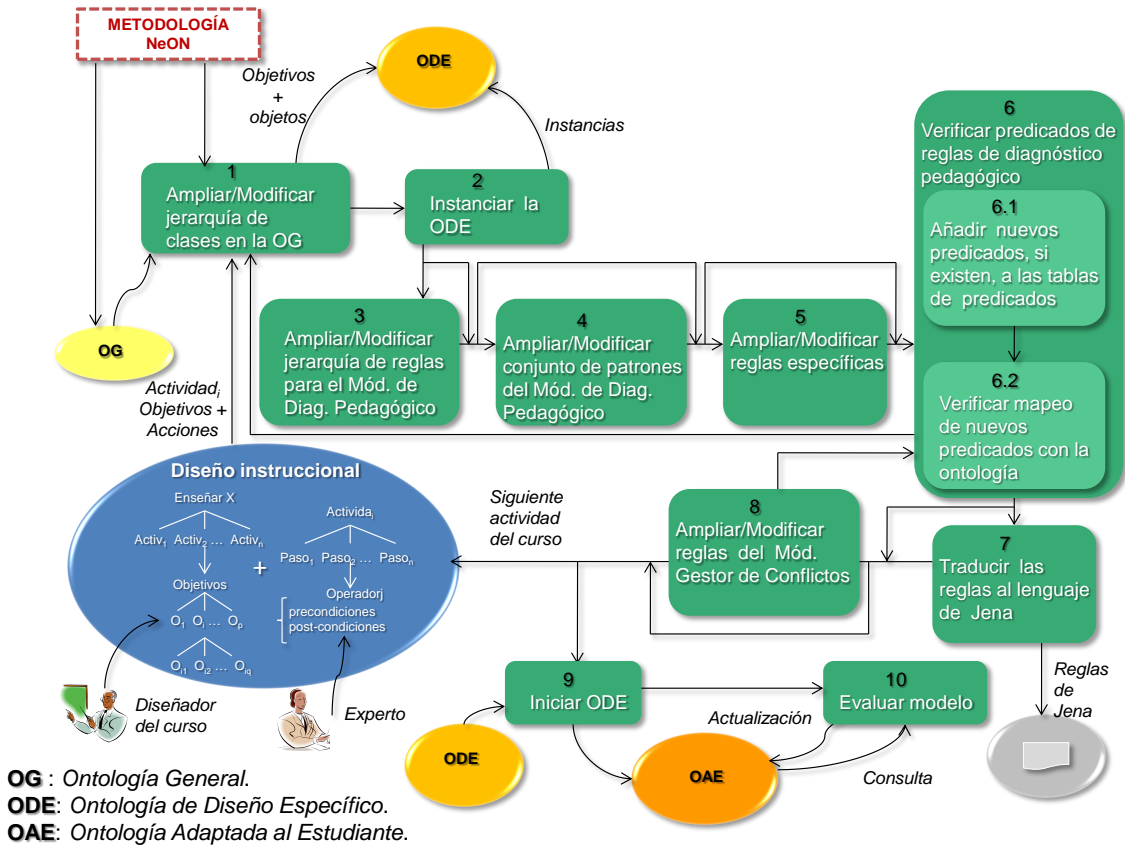 METODOLOGÍA
NeON
ODE
Objetivos
+
objetos
Instancias
1
Ampliar/Modificar
jerarquía de
clases en la OG
2
Instanciar la
ODE
6
Verificar predicados de
reglas de diagnóstico
pedagógico
6.1
Añadir nuevos
predicados, si
existen, a las tablas
de predicados
OG
3
Ampliar/Modificar
jerarquía de reglas
para el Mód. de
Diag. Pedagógico
4
Ampliar/Modificar
conjunto de patrones
del Mód. de Diag.
Pedagógico
5
Ampliar/Modificar
reglas específicas
6.2
Verificar mapeo
de nuevos
predicados con la
ontología
Actividadi
Objetivos +
Acciones
Diseño instruccional
Enseñar X
Activ1 Activ2 … Activn
Objetivos
O1 Oi … Op
Oi1 Oi2 … Oiq
+
Actividai
Paso1 Paso2 … Pason
Operadorj
precondiciones
post-condiciones
Siguiente
actividad
del curso
8
Ampliar/Modificar
reglas del Mód.
Gestor de Conflictos
7
Traducir las
reglas al lenguaje
de Jena
Diseñador
del curso
Experto
9
Iniciar ODE
10
Evaluar modelo
Reglas
de
Jena
ODE
Actualización
OAE
Consulta
OG : Ontología General.
ODE: Ontología de Diseño Específico.
OAE: Ontología Adaptada al Estudiante.